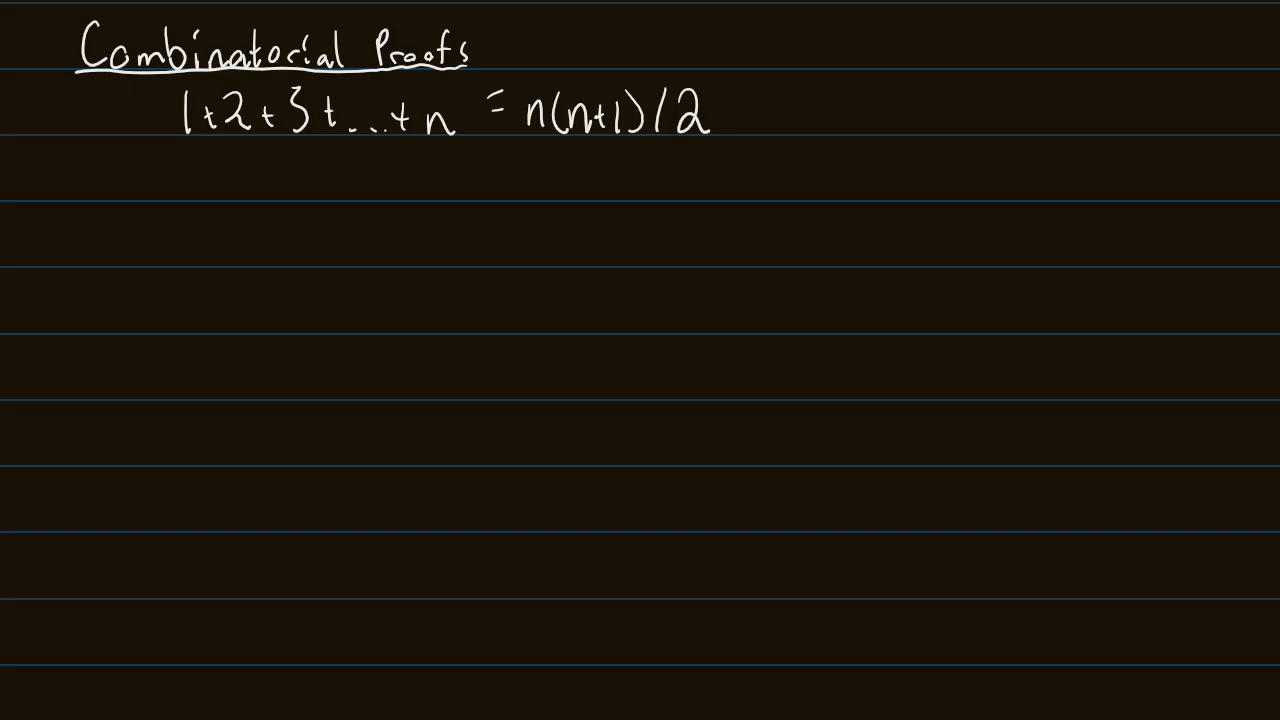 Combinatorial Proofs
1+2+3+...+n = n(n+1)/2